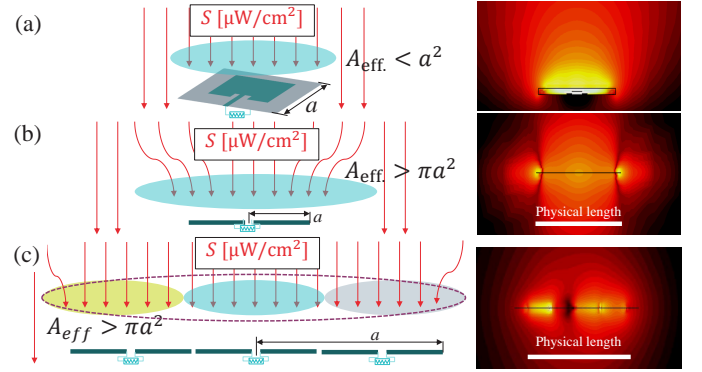 (a)
S [μW/cm²]
A_eff. < a²
a
(b)
S [μW/cm²]
A_eff. > πa²
a
Physical length
(c)
S [μW/cm²]
A_eff > πa²
a
Physical length